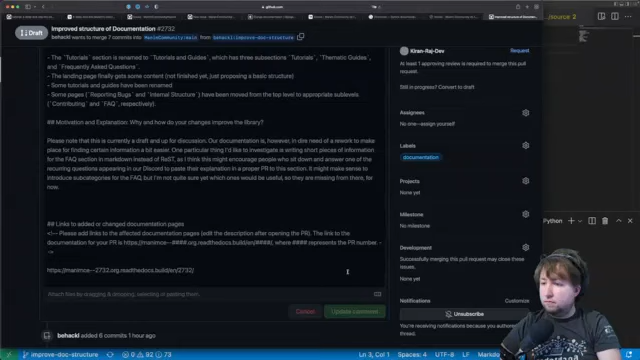 github.com
Improved structure of Documentation #2732
Draft
Improved structure of Documentation #2732
behackl wants to merge 7 commits into ManimCommunity:main from behackl:improve-doc-structure
- The `Tutorials` section is renamed to `Tutorials and Guides`, which has three subsections `Tutorials`, `Thematic Guides`,
and `Frequently Asked Questions`.
- The landing page finally gets some content (not finished yet, just proposing a basic structure)
- Some tutorials and guides have been renamed
- Some pages (`Reporting Bugs` and `Internal Structure`) have been moved from the top level to appropriate sublevels
(`Contributing` and `FAQ`, respectively).
## Motivation and Explanation: Why and how do your changes improve the library?
Please note that this is currently a draft and up for discussion. Our documentation is, however, in dire need of a rework to make
place for finding certain information a bit easier. One particular thing I'd like to investigate is writing short pieces of information
for the FAQ section in markdown instead of ReST, as I think this might encourage people who sit down and answer one of
the recurring questions appearing in our Discord to paste their explanation in a proper PR to this section. It might make sense
to introduce subcategories for the FAQ, but I'm not quite sure yet which ones would be useful, so they are missing from there, for
now.
## Links to added or changed documentation pages
<!-- Please add links to the affected documentation pages (edit the description after opening the PR). The link to the
documentation for your PR is https://manimce--####.org.readthedocs.build/en/####/, where #### represents the PR number. --
>
https://manimce--2732.org.readthedocs.build/en/2732/
Attach files by dragging & dropping, selecting or pasting them.
Cancel
Update comment
behackl added 6 commits 1 hour ago
Kiran-Raj-Dev
Request
At least 1 approving review is required to merge this
pull request.
Still in progress? Convert to draft
Assignees
No one—assign yourself
Labels
documentation
Projects
None yet
Milestone
No milestone
Development
Successfully merging this pull request may close these
issues.
None yet
Notifications
Customize
Unsubscribe
You're receiving notifications because you
improve-doc-structure
0
92
73
Ln 3, Col 1
Spaces: 4
UTF-8
LF